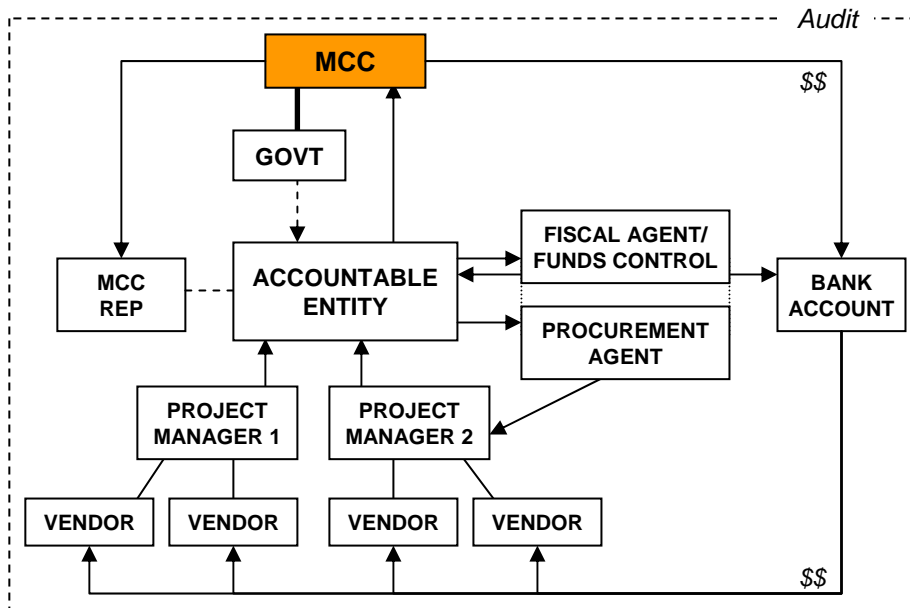 Audit
MCC
$$
GOVT
FISCAL AGENT/
FUNDS CONTROL
MCC
REP
ACCOUNTABLE
ENTITY
BANK
ACCOUNT
PROCUREMENT
AGENT
PROJECT
MANAGER 1
PROJECT
MANAGER 2
VENDOR
VENDOR
VENDOR
VENDOR
$$